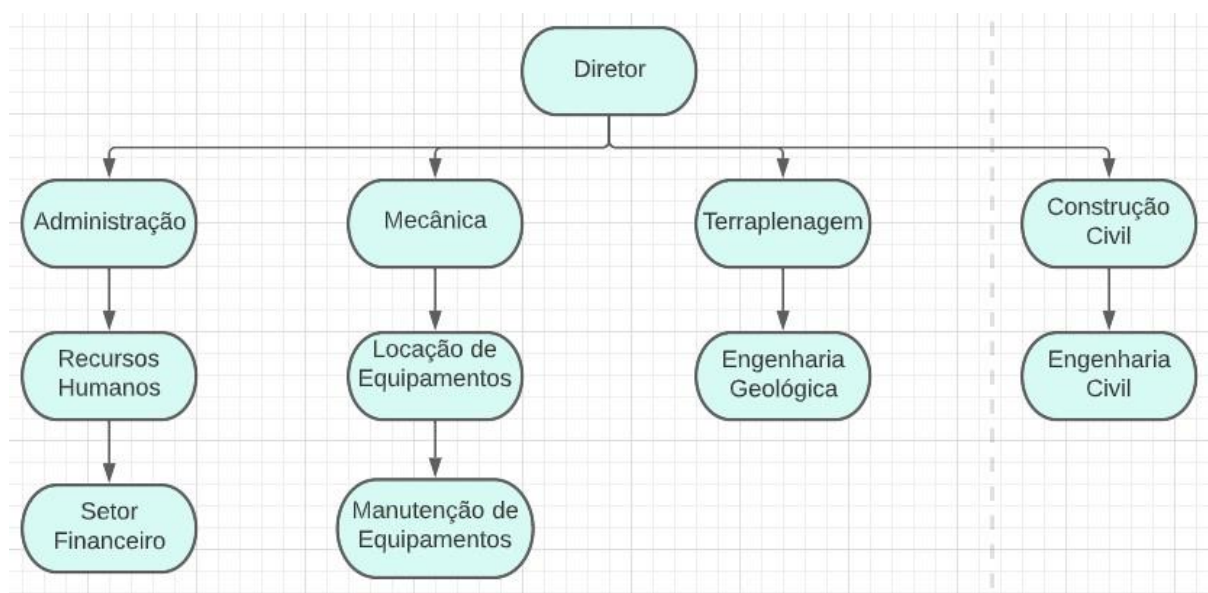 Diretor
Administração
Mecânica
Terraplenagem
Construção
Civil
Recursos
Humanos
Locação de
Equipamentos
Engenharia
Geológica
Engenharia
Civil
Setor
Financeiro
Manutenção de
Equipamentos